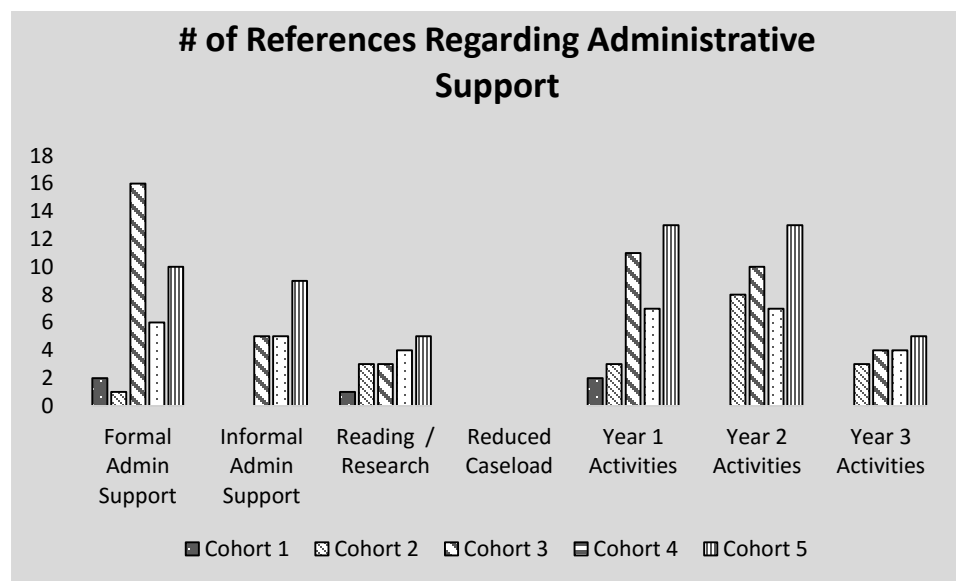 # of References Regarding Administrative
Support
18
16
14
12
10
8
6
4
2
0
Formal Admin Support
Informal Admin Support
Reading / Research
Reduced Caseload
Year 1 Activities
Year 2 Activities
Year 3 Activities
Cohort 1 Cohort 2 Cohort 3 Cohort 4 Cohort 5